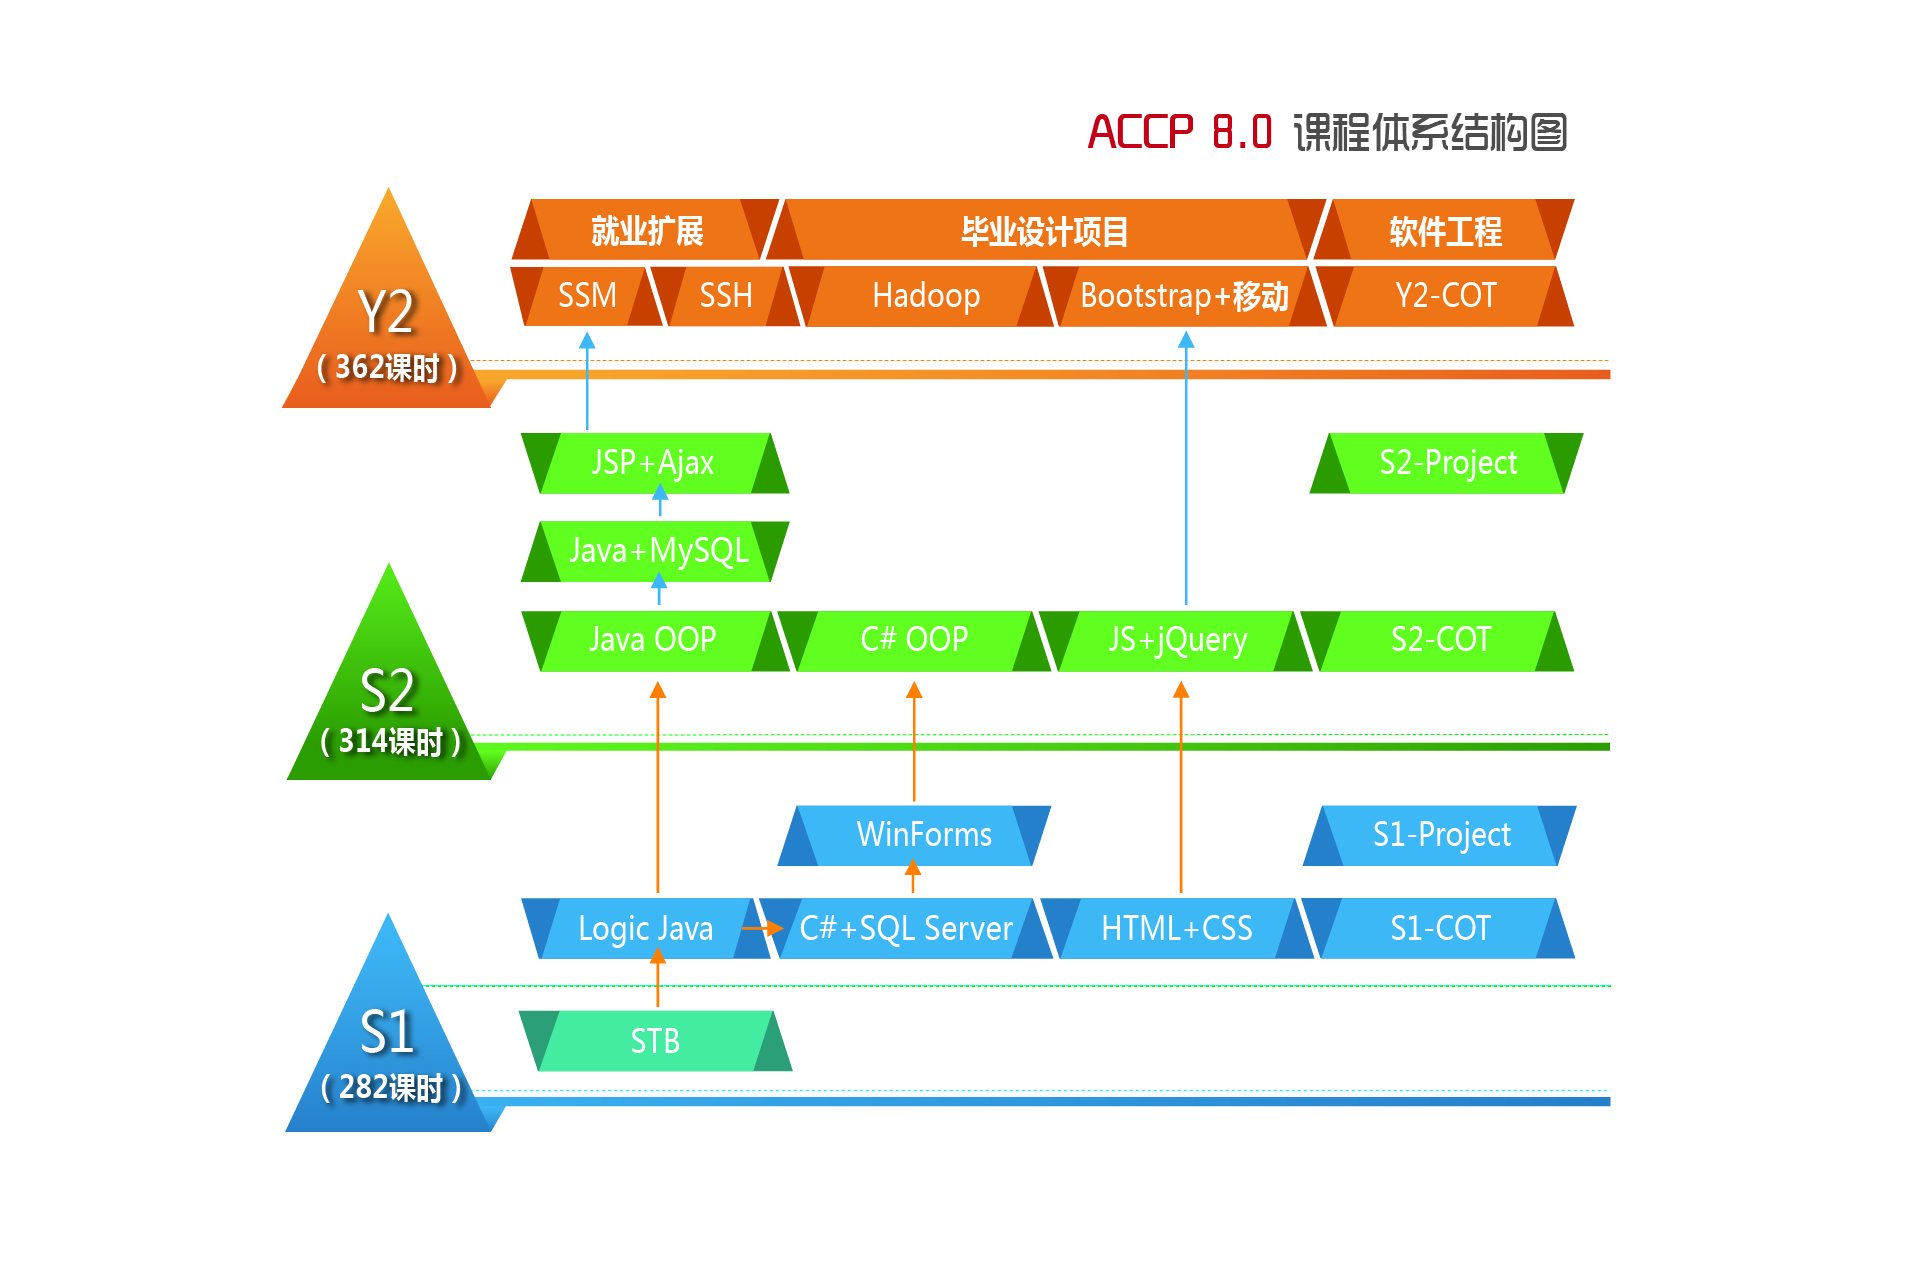 ACCP 8.0 课程体系结构图
就业扩展 毕业设计项目 软件工程
SSM SSH Hadoop Bootstrap+移动 Y2-COT
Y2
(362课时)
JSP+Ajax S2-Project
Java+MySQL
Java OOP C# OOP JS+jQuery S2-COT
S2
(314课时)
WinForms S1-Project
Logic Java C#+SQL Server HTML+CSS S1-COT
S1
STB
(282课时)